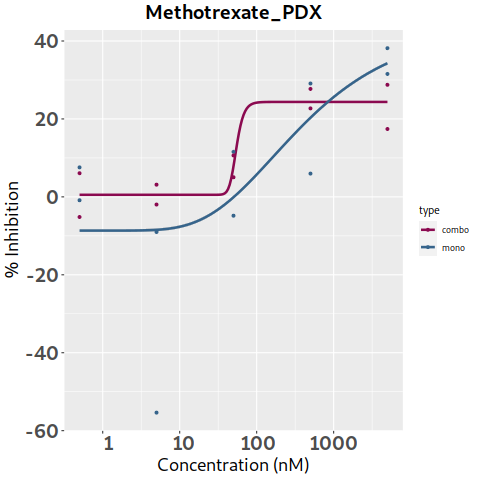 Methotrexate_PDX
% Inhibition
40
20
0
-20
-40
-60
1 10 100 1000
Concentration (nM)
type
combo
mono